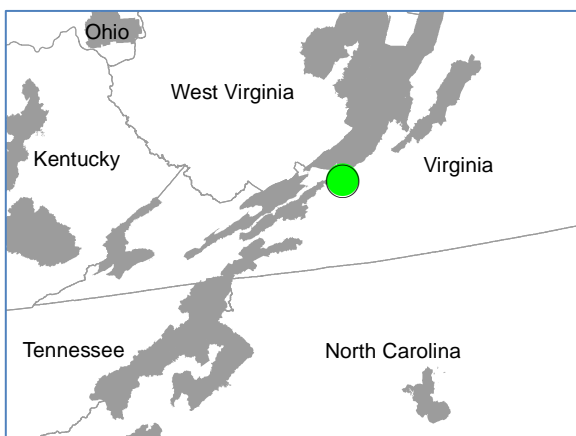 Ohio
West Virginia
Kentucky
Virginia
Tennessee
North Carolina